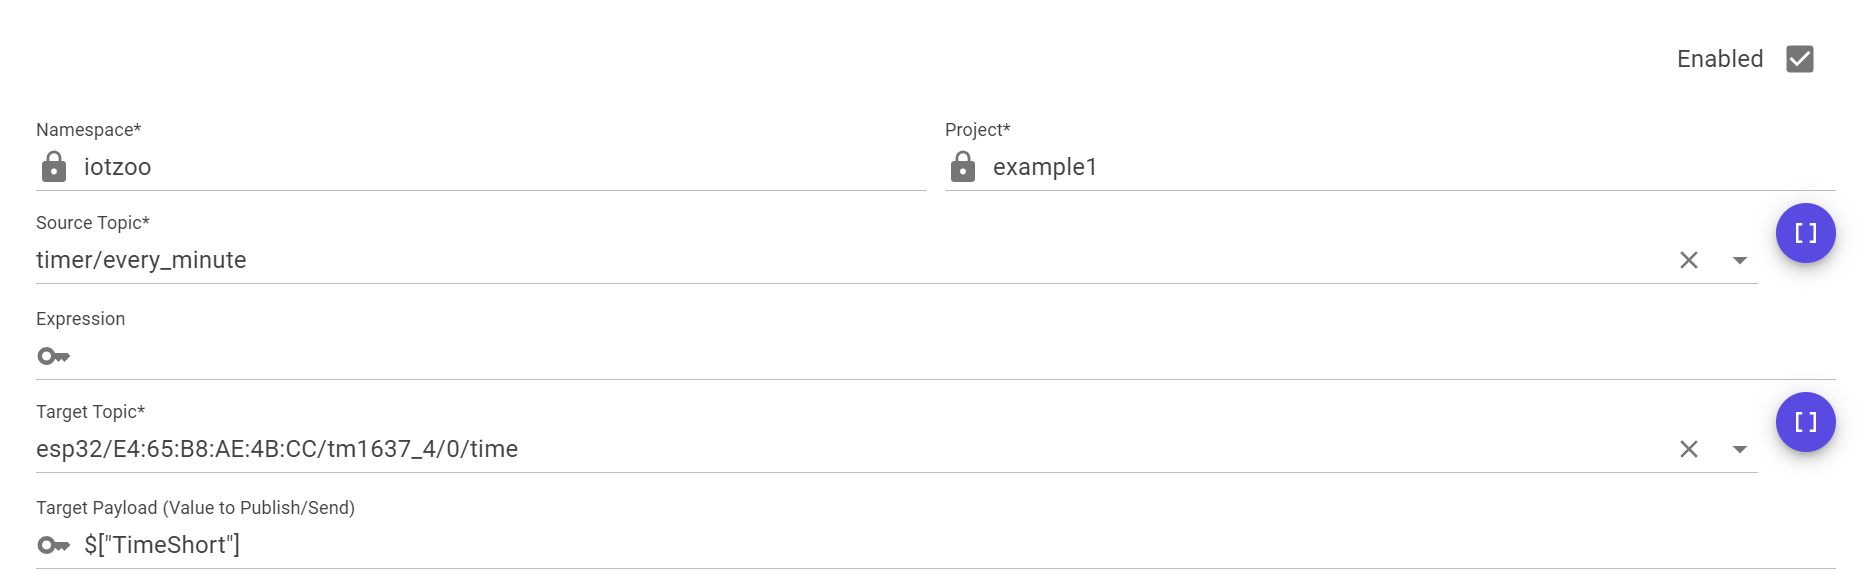 Enabled
Namespace* Project*
iotzoo example1
Source Topic*
timer/every_minute
Expression
Target Topic*
esp32/E4:65:B8:AE:4B:CC/tm1637_4/0/time
Target Payload (Value to Publish/Send)
$["TimeShort"]